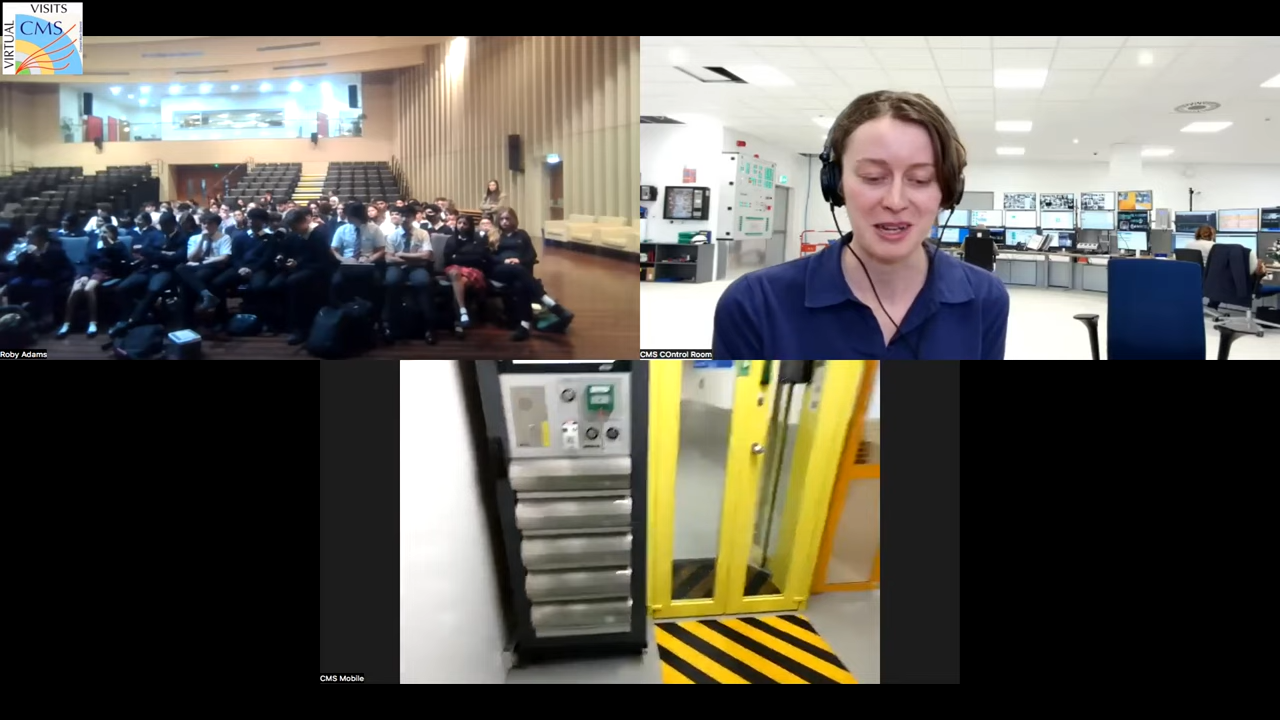 VISITS
VIRTUAL
CMS
Roby Adams
CMS COntrol Room
CMS Mobile